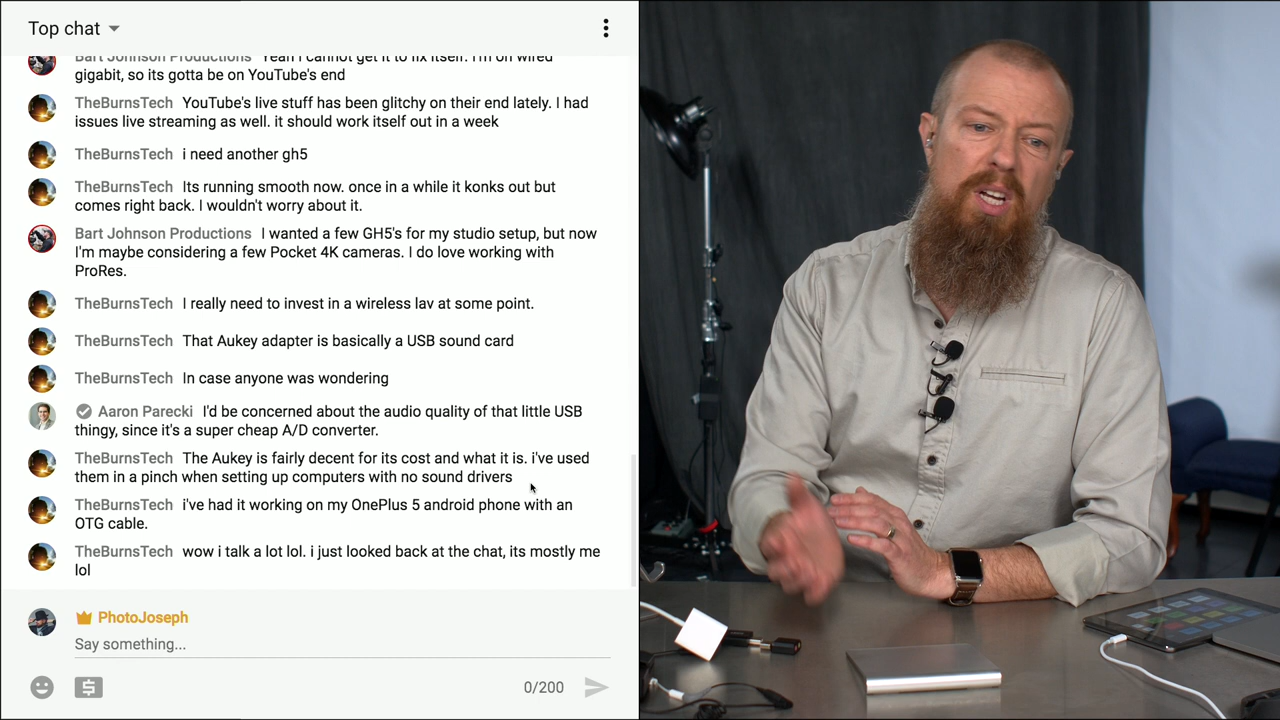 Top chat
Bart Johnson Productions Yeah I cannot get it to fix itself. I'm on wired
gigabit, so its gotta be on YouTube's end
TheBurnsTech YouTube's live stuff has been glitchy on their end lately. I had
issues live streaming as well. it should work itself out in a week
TheBurnsTech i need another gh5
TheBurnsTech Its running smooth now. once in a while it konks out but
comes right back. I wouldn't worry about it.
Bart Johnson Productions I wanted a few GH5's for my studio setup, but now
I'm maybe considering a few Pocket 4K cameras. I do love working with
ProRes.
TheBurnsTech I really need to invest in a wireless lav at some point.
TheBurnsTech That Aukey adapter is basically a USB sound card
TheBurnsTech In case anyone was wondering
Aaron Parecki I'd be concerned about the audio quality of that little USB
thingy, since it's a super cheap A/D converter.
TheBurnsTech The Aukey is fairly decent for its cost and what it is. i've used
them in a pinch when setting up computers with no sound drivers
TheBurnsTech i've had it working on my OnePlus 5 android phone with an
OTG cable.
TheBurnsTech wow i talk a lot lol. i just looked back at the chat, its mostly me
lol
PhotoJoseph
Say something...
0/200